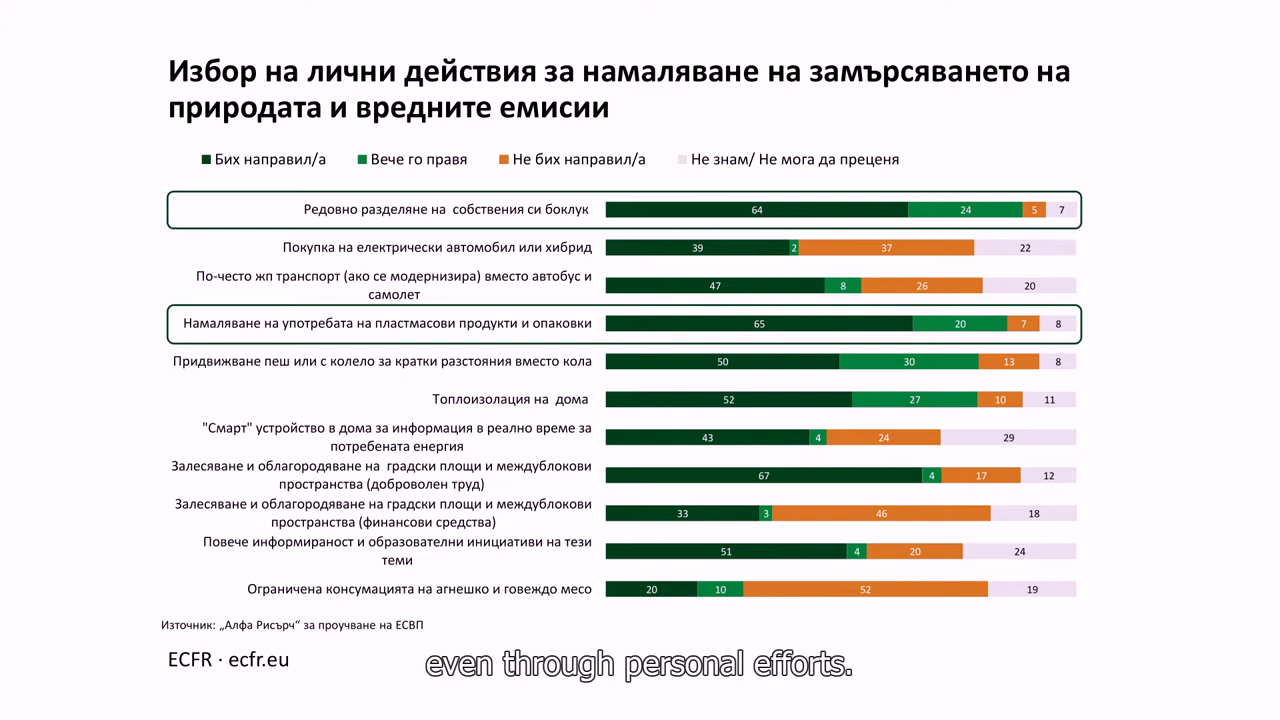 Избор на лични действия за намаляване на замърсяването на
природата и вредните емисии
Бих направил/а Вече го правя Не бих направил/а Не знам/ Не мога да преценя
Редовно разделяне на собствения си боклук 64 24 5 7
Покупка на електрически автомобил или хибрид 39 2 37 22
По-често жп транспорт (ако се модернизира) вместо автобус и
самолет 47 8 26 20
Намаляване на употребата на пластмасови продукти и опаковки 65 20 7 8
Придвижване пеш или с колело за кратки разстояния вместо кола 50 30 13 8
Топлоизолация на дома 52 27 10 11
"Смарт" устройство в дома за информация в реално време за
потребената енергия 43 4 24 29
Залесяване и облагородяване на градски площи и междублокови
пространства (доброволен труд) 67 4 17 12
Залесяване и облагородяване на градски площи и междублокови
пространства (финансови средства) 33 3 46 18
Повече информираност и образователни инициативи на тези
теми 51 4 20 24
Ограничена консумацията на агнешко и говеждо месо 20 10 52 19
Източник: „Алфа Рисърч“ за проучване на ЕСВП
ECFR · ecfr.eu
even through personal efforts.